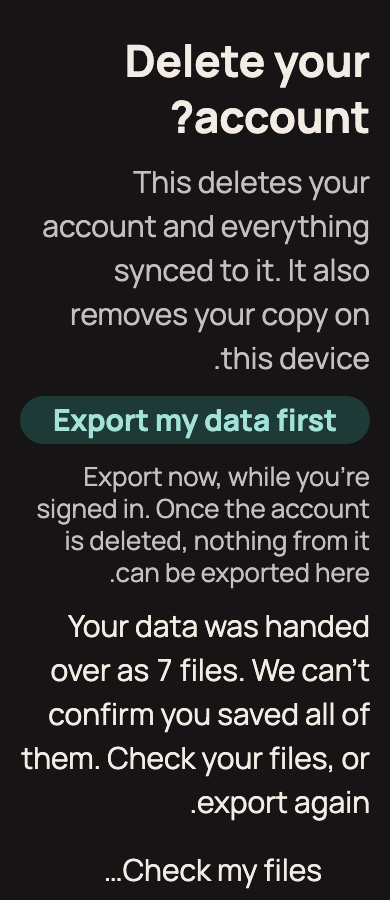 Delete your
account?
This deletes your
account and everything
synced to it. It also
removes your copy on
this device.
Export my data first
Export now, while you're
signed in. Once the account
is deleted, nothing from it
can be exported here.
Your data was handed
over as 7 files. We can't
confirm you saved all of
them. Check your files, or
export again.
Check my files…